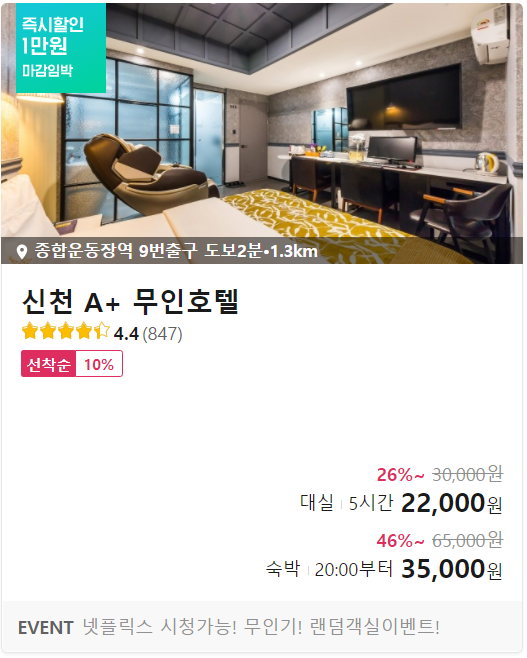 즉시할인
1만원
마감임박
종합운동장역 9번출구 도보2분•1.3km
신천 A+ 무인호텔
4.4 (847)
선착순 10%
26%~ 30,000원
대실 5시간 22,000원
46%~ 65,000원
숙박 20:00부터 35,000원
EVENT 넷플릭스 시청가능! 무인기! 랜덤객실이벤트!